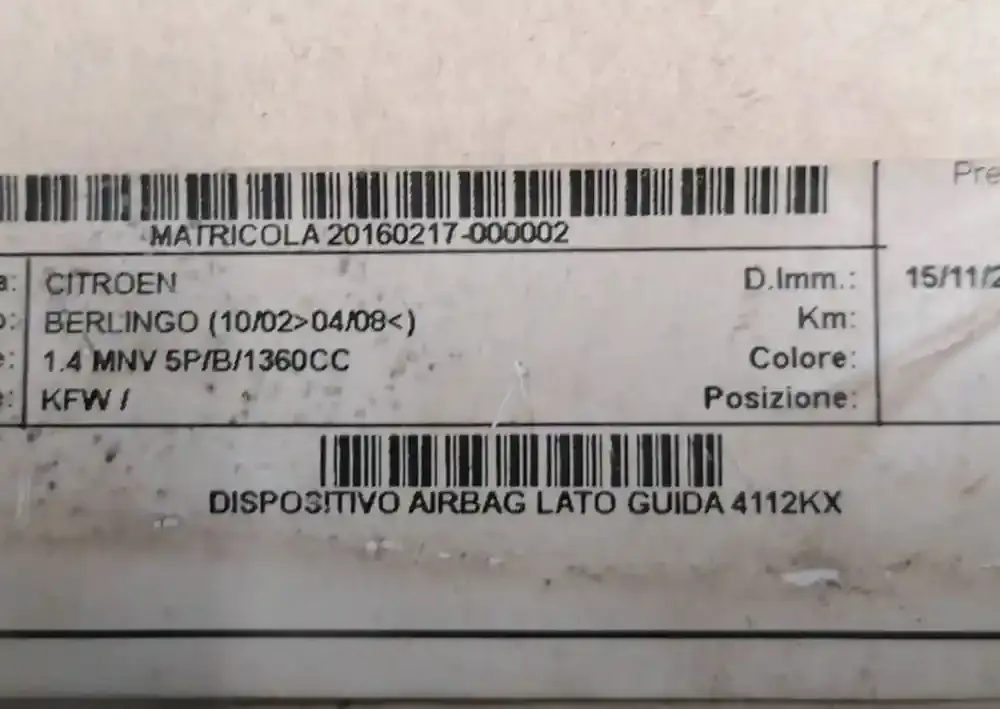 Pre
MATRICOLA 20160217-000002
a: CITROEN D.Imm.: 15/11/2
o: BERLINGO (10/02>04/08<) Km:
e: 1.4 MNV 5P/B/1360CC Colore:
e: KFW / Posizione:
DISPOSITIVO AIRBAG LATO GUIDA 4112KX